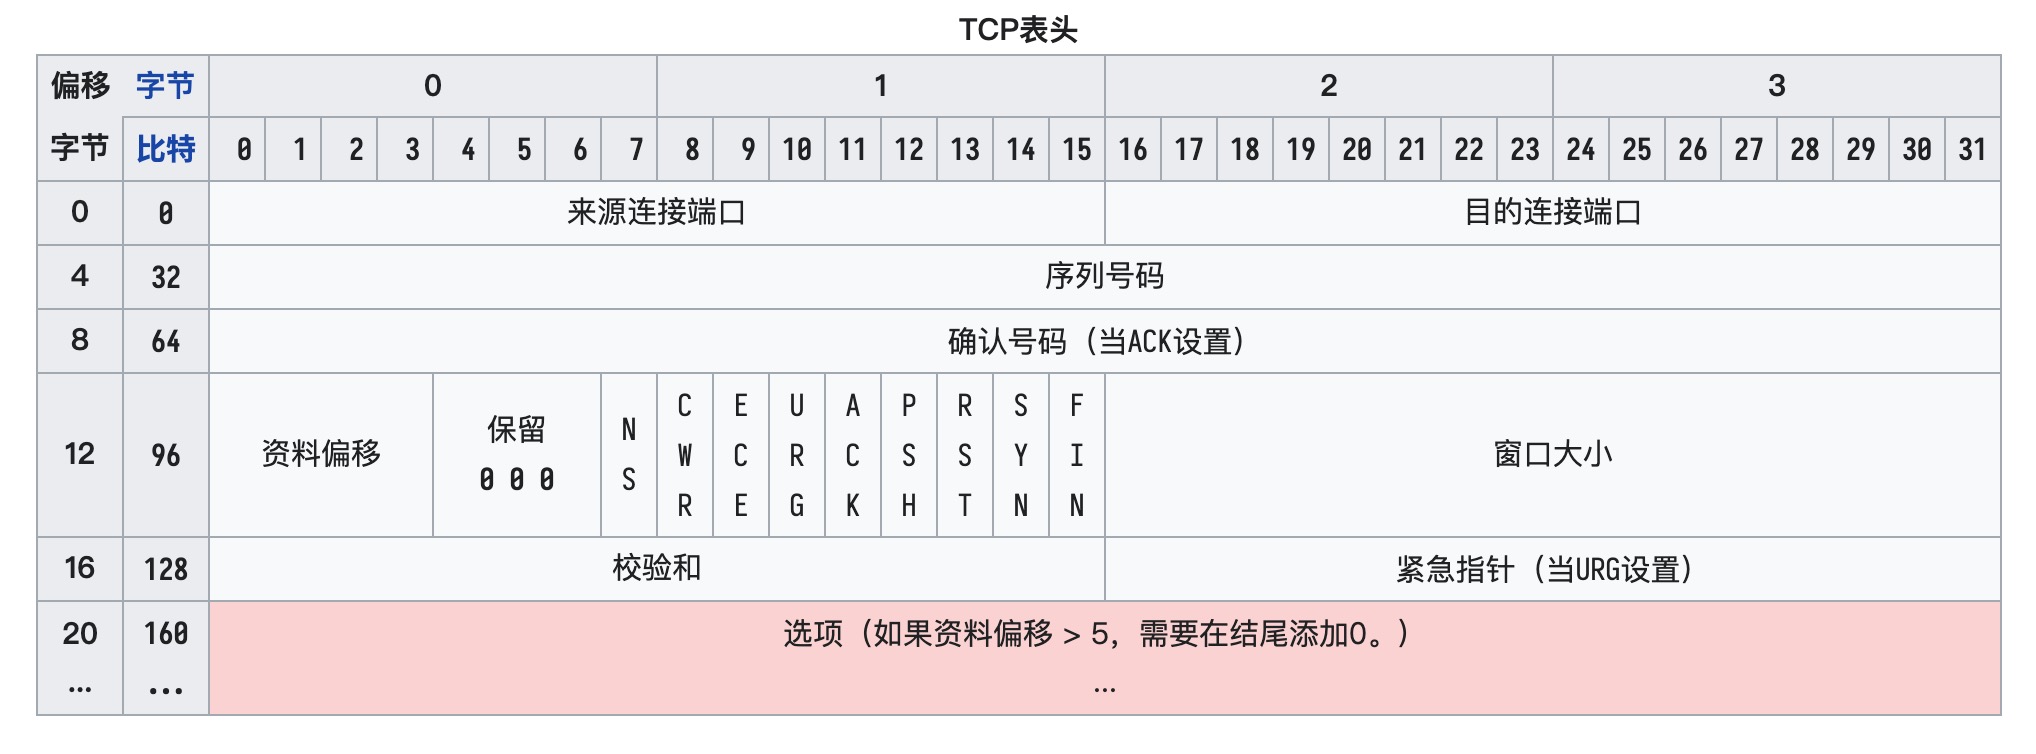 TCP表头
偏移 字节 0 1 2 3
字节 比特 0 1 2 3 4 5 6 7 8 9 10 11 12 13 14 15 16 17 18 19 20 21 22 23 24 25 26 27 28 29 30 31
0 0 来源连接端口 目的连接端口
4 32 序列号码
8 64 确认号码（当ACK设置）
12 96 资料偏移 保留 000 NS CWR ECE URG ACK PSH RST SYN FIN 窗口大小
16 128 校验和 紧急指针（当URG设置）
20 160 选项（如果资料偏移 > 5，需要在结尾添加0。）
... ... ...